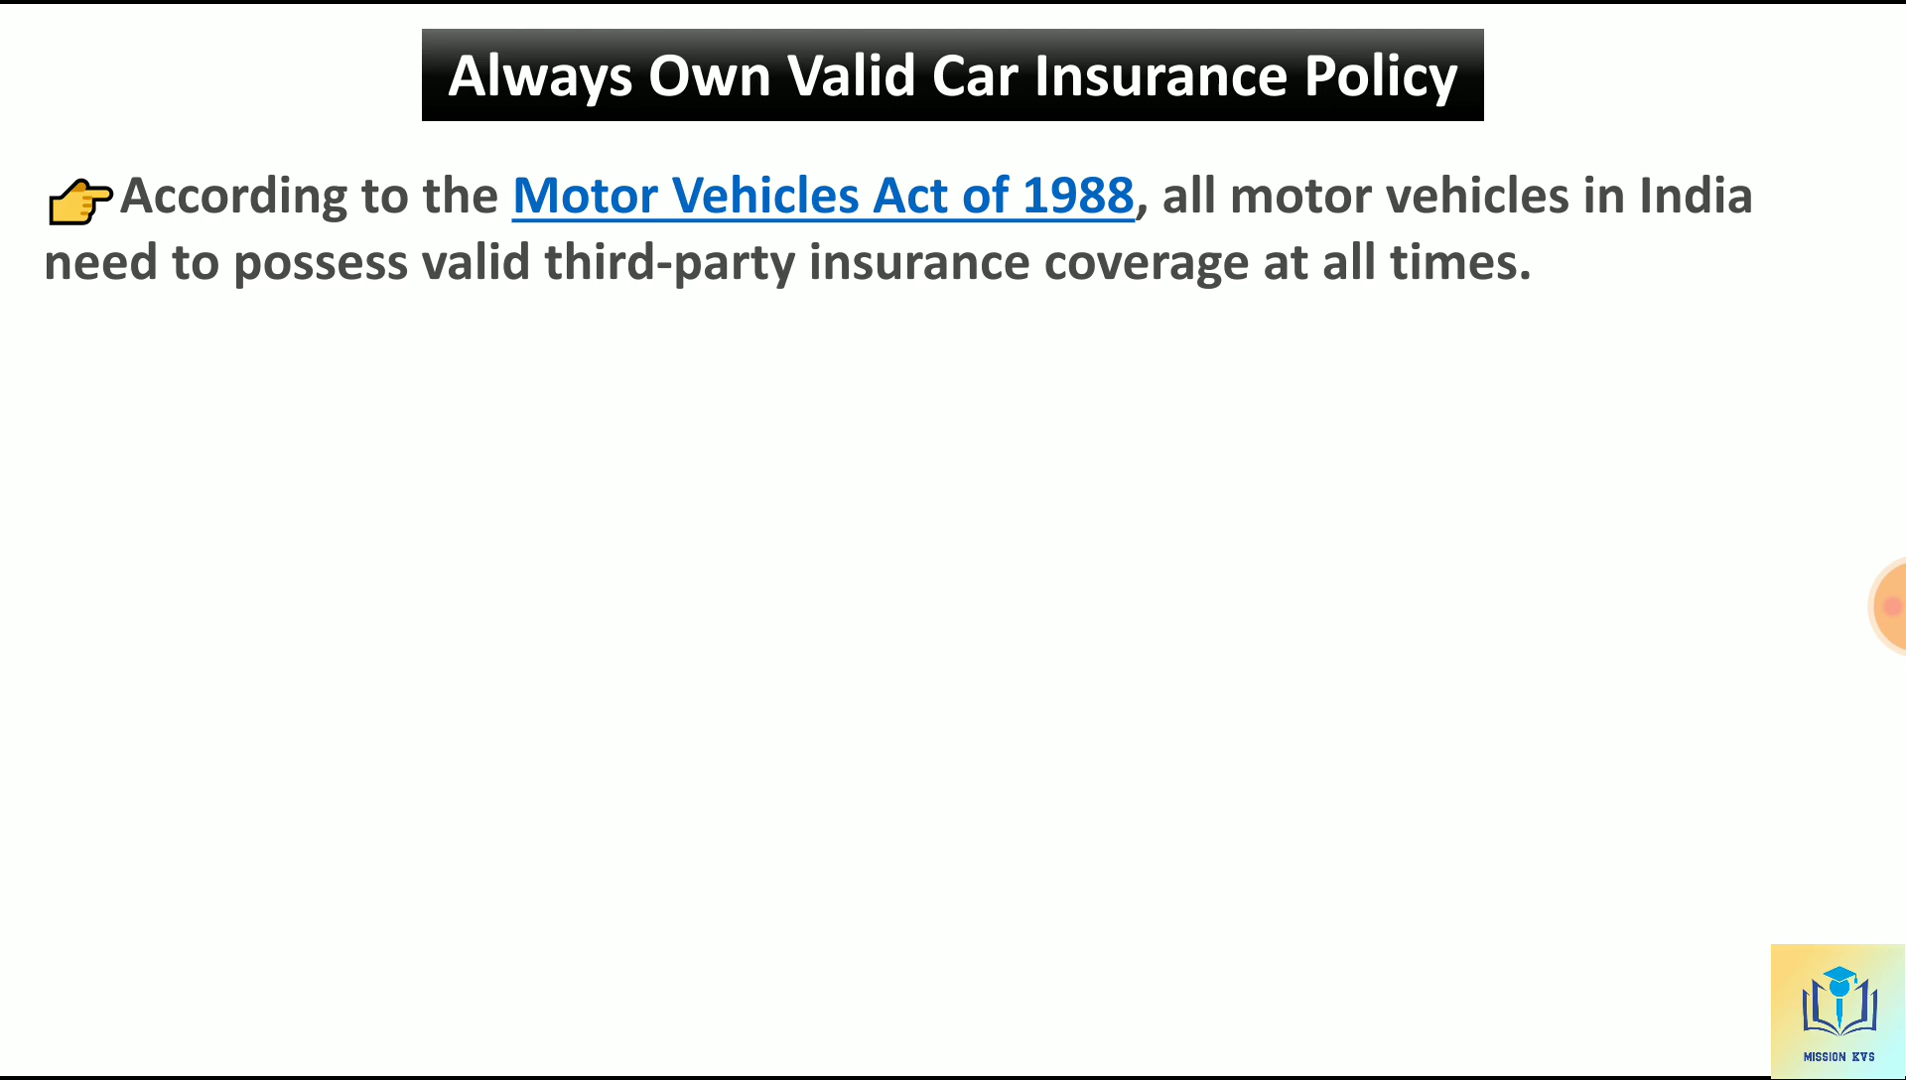 Always Own Valid Car Insurance Policy
👉According to the Motor Vehicles Act of 1988, all motor vehicles in India
need to possess valid third-party insurance coverage at all times.
MISSION KVS